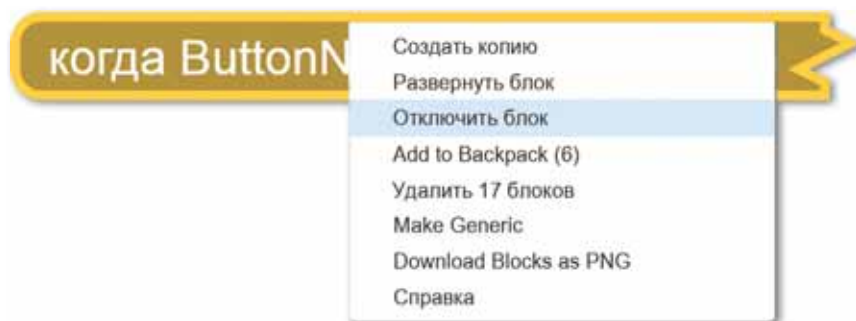 когда ButtonN
Создать копию
Развернуть блок
Отключить блок
Add to Backpack (6)
Удалить 17 блоков
Make Generic
Download Blocks as PNG
Справка